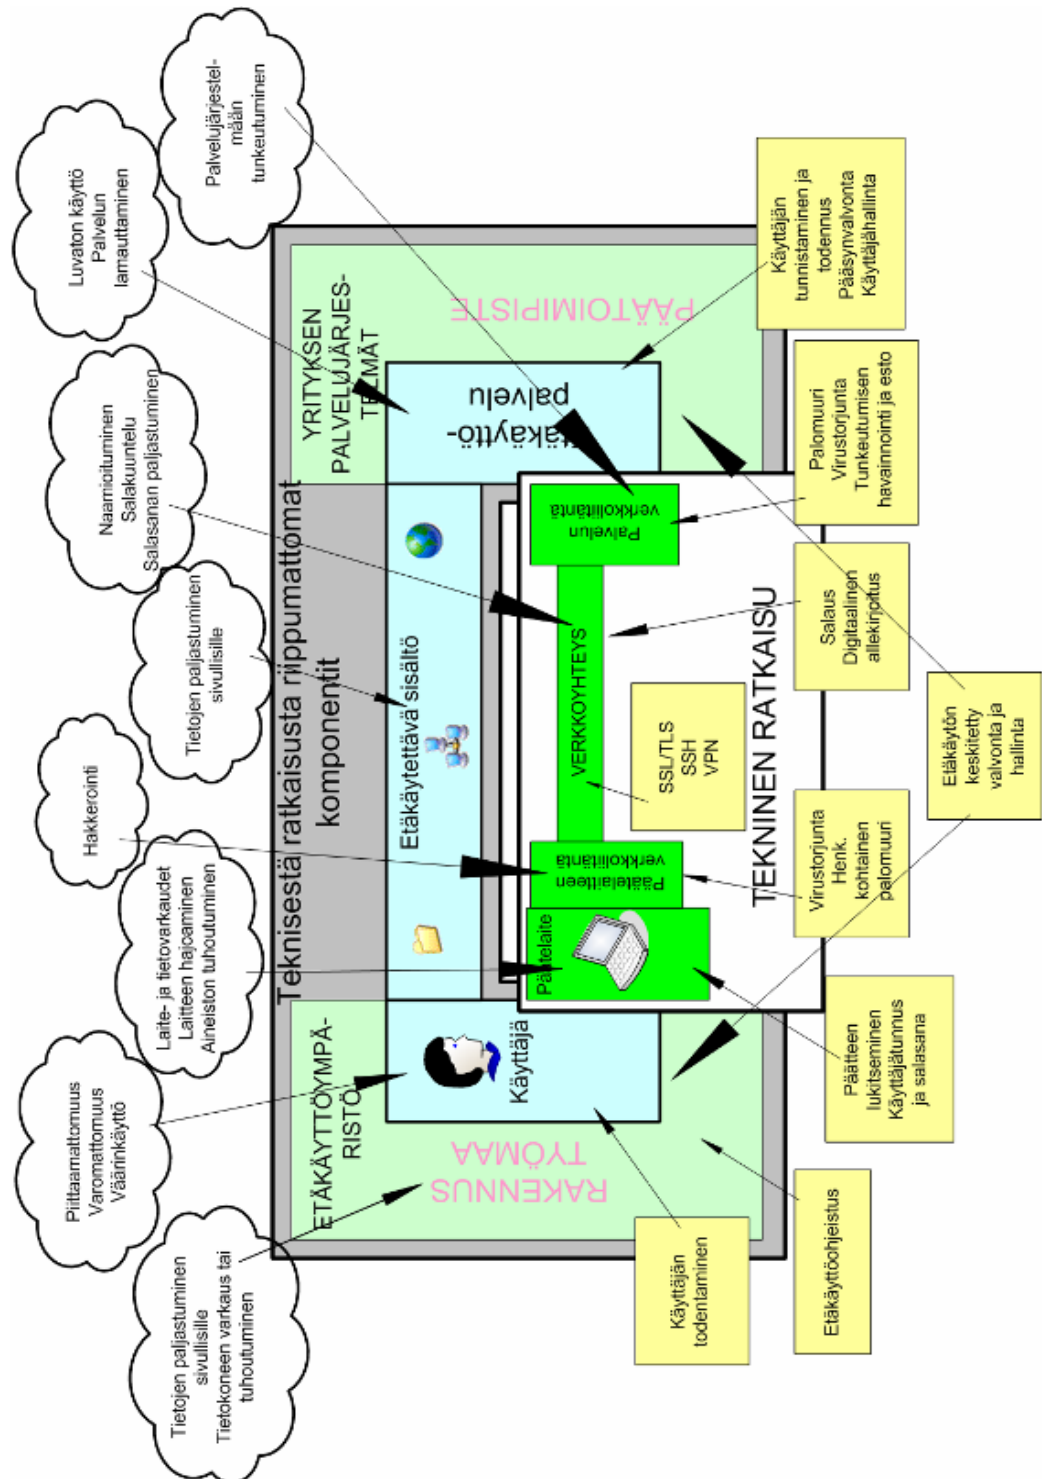 Tietojen paljastuminen
sivullisille
Tietokoneen varkaus tai
tuhoutuminen
Piittaamattomuus
Varomattomuus
Väärinkäyttö
Laite- ja tietovarkaudet
Laitteen hajoaminen
Aineiston tuhoutuminen
Hakkerointi
Tietojen paljastuminen
sivullisille
Naamioituminen
Salakuuntelu
Salasanan paljastuminen
Luvaton käyttö
Palvelun
lamauttaminen
Palvelujärjestel-
mään
tunkeutuminen
Teknisestä ratkaisusta riippumattomat
komponentit
ETÄKÄYTTÖYMPÄ-
RISTÖ
RAKENNUS
TYÖMAA
Käyttäjä
Etäkäytettävä sisältö
YRITYKSEN
PALVELUJÄRJES-
TELMÄT
PÄÄTOIMIPISTE
Etäkäyttö-
palvelu
Päätelaite
Päätelaitteen
verkkoliitäntä
VERKKOYHTEYS
Palvelun
verkkoliitäntä
SSL/TLS
SSH
VPN
TEKNINEN RATKAISU
Käyttäjän
todentaminen
Etäkäyttöohjeistus
Päätteen
lukitseminen
Käyttäjätunnus
ja salasana
Virustorjunta
Henk.
kohtainen
palomuuri
Etäkäytön
keskitetty
valvonta ja
hallinta
Salaus
Digitaalinen
allekirjoitus
Palomuuri
Virustorjunta
Tunkeutumisen
havainnointi ja esto
Käyttäjän
tunnistaminen ja
todennus
Pääsynvalvonta
Käyttäjähallinta